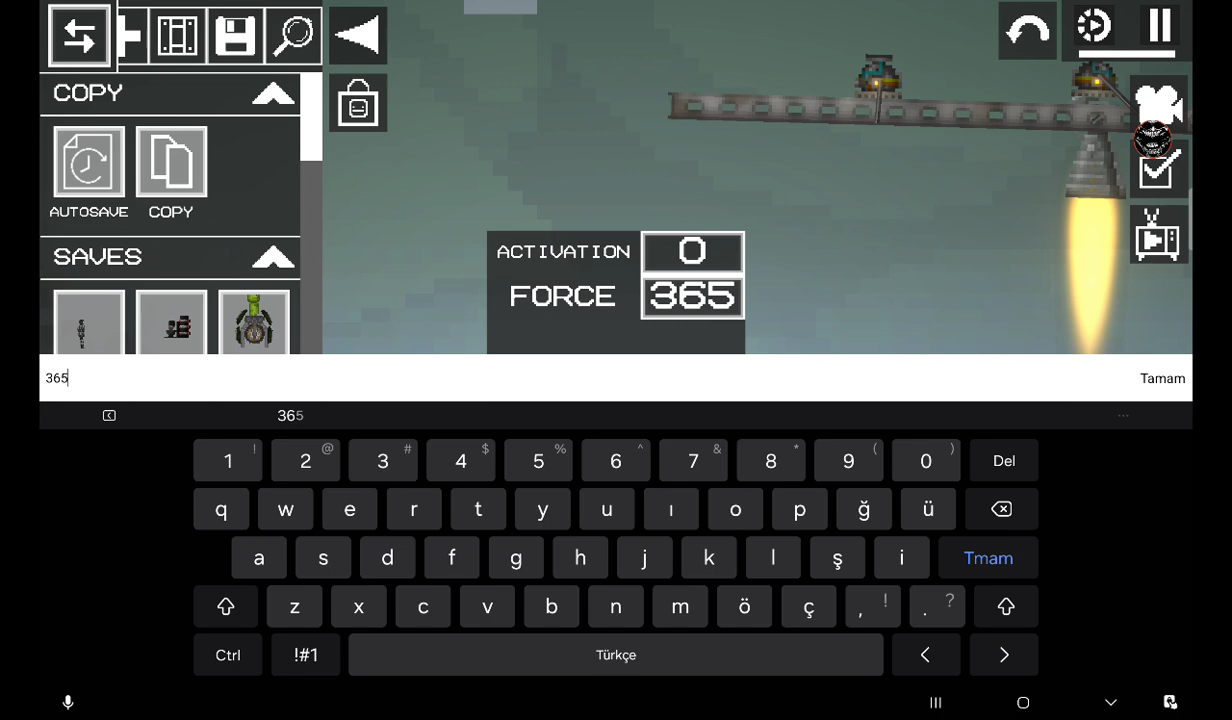 COPY
AUTOSAVE COPY
SAVES
ACTIVATION 0
FORCE 365
365 Tamam
365 ...
1 ! 2 @ 3 # 4 $ 5 % 6 ^ 7 & 8 * 9 ( 0 ) Del
q w e r t y u ı o p ğ ü
a s d f g h j k l ş i Tmam
z x c v b n m ö ç , ! . ?
Ctrl !#1 Türkçe < >